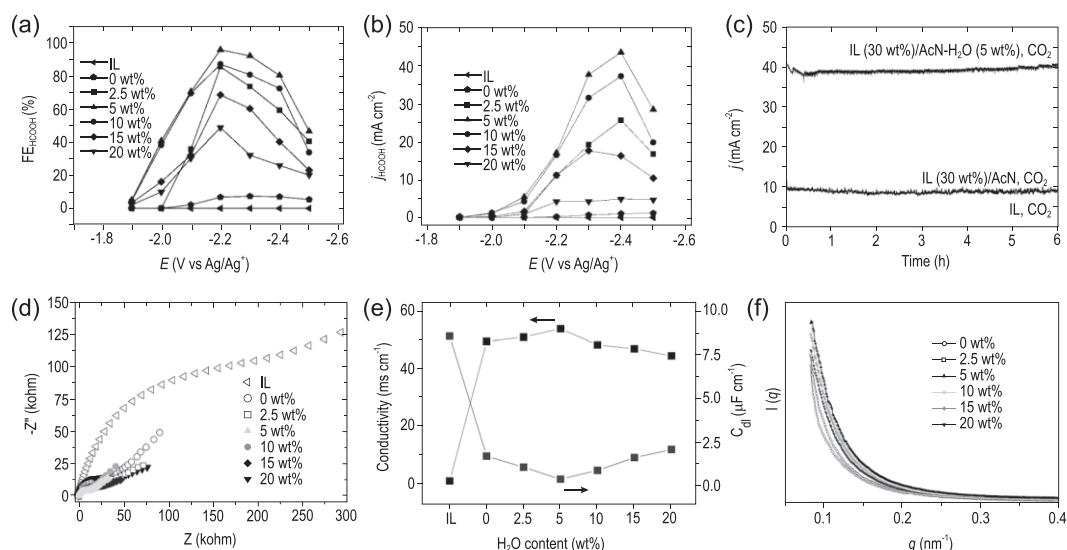 (a)
FE_HCOOH (%)
100
80
60
40
20
0
IL
0 wt%
2.5 wt%
5 wt%
10 wt%
15 wt%
20 wt%
-1.8
-2.0
-2.2
-2.4
-2.6
E (V vs Ag/Ag⁺)
(b)
j_HCOOH (mA cm⁻²)
50
40
30
20
10
0
IL
0 wt%
2.5 wt%
5 wt%
10 wt%
15 wt%
20 wt%
-1.8
-2.0
-2.2
-2.4
-2.6
E (V vs Ag/Ag⁺)
(c)
j (mA cm⁻²)
50
40
30
20
10
0
IL (30 wt%)/AcN-H₂O (5 wt%), CO₂
IL (30 wt%)/AcN, CO₂
IL, CO₂
0
1
2
3
4
5
6
Time (h)
(d)
-Z" (kohm)
150
125
100
75
50
25
0
IL
0 wt%
2.5 wt%
5 wt%
10 wt%
15 wt%
20 wt%
0
50
100
150
200
250
300
Z (kohm)
(e)
Conductivity (ms cm⁻¹)
60
40
20
0
10.0
7.5
5.0
2.5
0.0
C_dl (μF cm⁻¹)
IL
0
2.5
5
10
15
20
H₂O content (wt%)
(f)
I (q)
0 wt%
2.5 wt%
5 wt%
10 wt%
15 wt%
20 wt%
0.1
0.2
0.3
0.4
q (nm⁻¹)